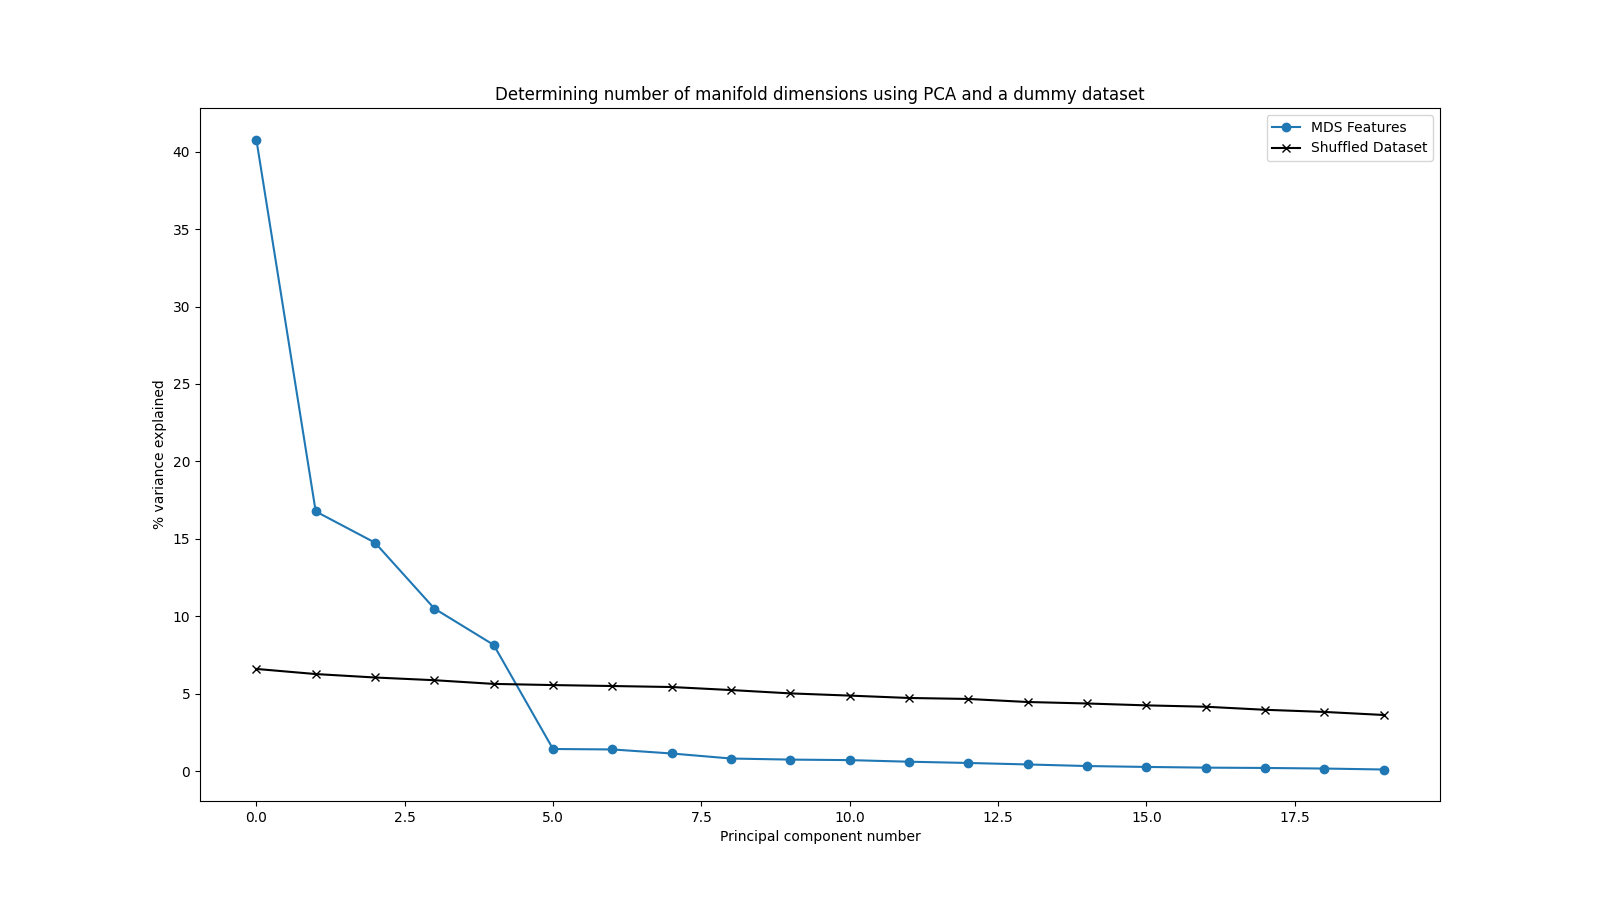 Determining number of manifold dimensions using PCA and a dummy dataset
MDS Features
Shuffled Dataset
% variance explained
40
35
30
25
20
15
10
5
0
0.0 2.5 5.0 7.5 10.0 12.5 15.0 17.5
Principal component number